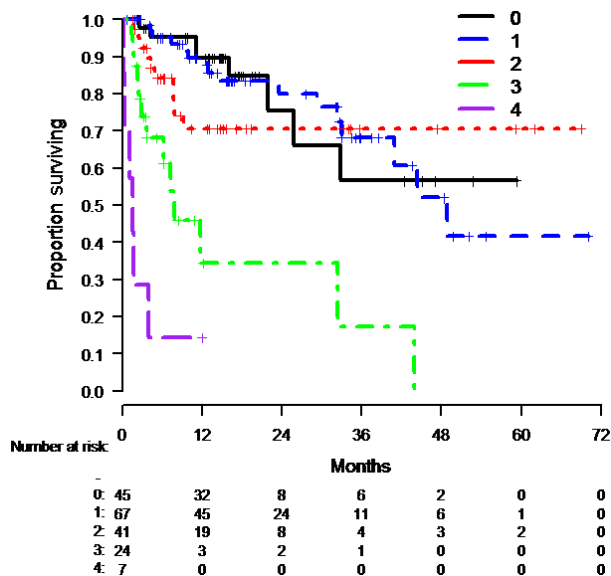 0
1
2
3
4
1.0
0.9
0.8
0.7
0.6
0.5
0.4
0.3
0.2
0.1
0.0
Proportion surviving
0 12 24 36 48 60 72
Number at risk:
Months
0: 45 32 8 6 2 0 0
1: 67 45 24 11 6 1 0
2: 41 19 8 4 3 2 0
3: 24 3 2 1 0 0 0
4: 7 0 0 0 0 0 0